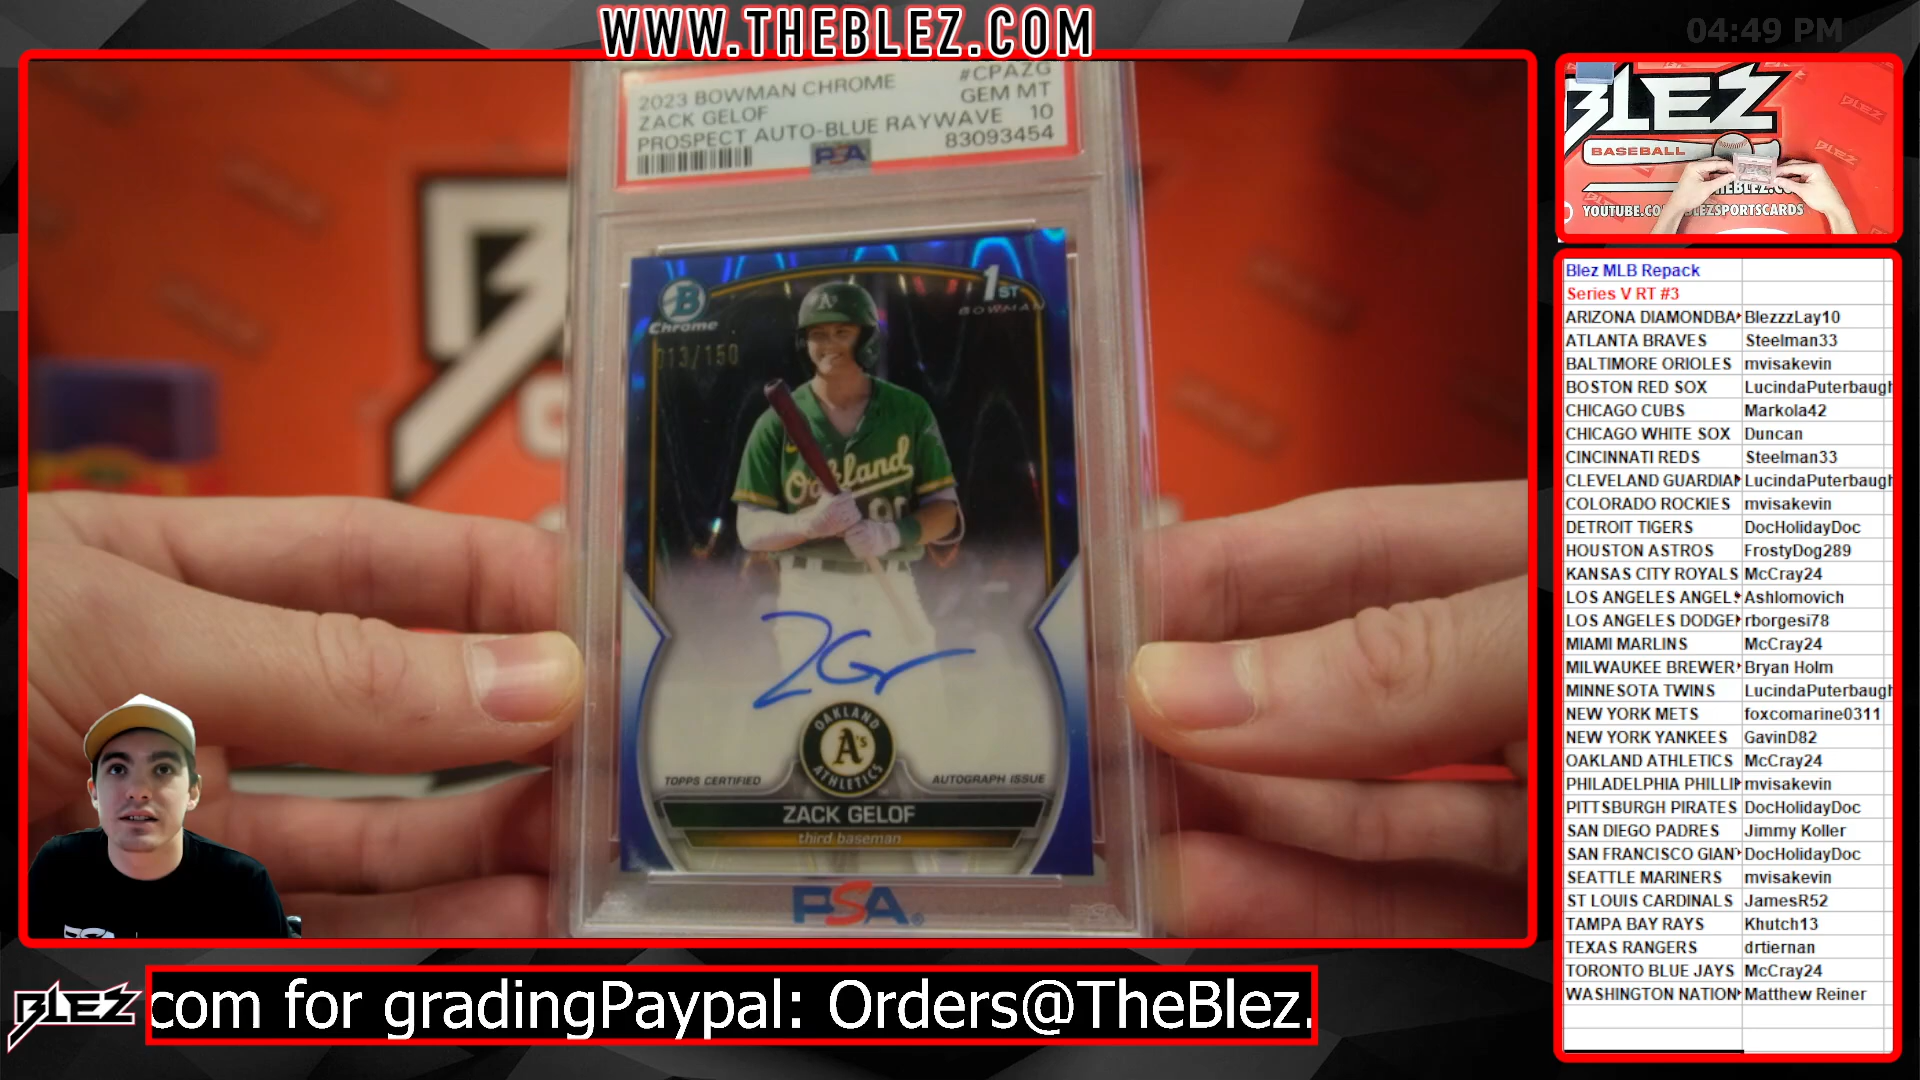 WWW.THEBLEZ.COM
04:49 PM
2023 BOWMAN CHROME #CPAZG
ZACK GELOF GEM MT
PROSPECT AUTO-BLUE RAYWAVE 10
83093454
PSA
B
Chrome
1ST
BOWMAN
013/150
A's
Oakland
TOPPS CERTIFIED
OAKLAND
A's
ATHLETICS
AUTOGRAPH ISSUE
ZACK GELOF
third baseman
PSA
BLEZ
com for gradingPaypal: Orders@TheBlez.
BLEZ
BASEBALL
BLEZ
BLEZ
YOUTUBE.CO
LEZSPORTSCARDS
Blez MLB Repack
Series V RT #3
ARIZONA DIAMONDBA BlezzzLay10
ATLANTA BRAVES Steelman33
BALTIMORE ORIOLES mvisakevin
BOSTON RED SOX LucindaPuterbaugh
CHICAGO CUBS Markola42
CHICAGO WHITE SOX Duncan
CINCINNATI REDS Steelman33
CLEVELAND GUARDIAN LucindaPuterbaugh
COLORADO ROCKIES mvisakevin
DETROIT TIGERS DocHolidayDoc
HOUSTON ASTROS FrostyDog289
KANSAS CITY ROYALS McCray24
LOS ANGELES ANGELS Ashlomovich
LOS ANGELES DODGE rborgesi78
MIAMI MARLINS McCray24
MILWAUKEE BREWER Bryan Holm
MINNESOTA TWINS LucindaPuterbaugh
NEW YORK METS foxcomarine0311
NEW YORK YANKEES GavinD82
OAKLAND ATHLETICS McCray24
PHILADELPHIA PHILLI mvisakevin
PITTSBURGH PIRATES DocHolidayDoc
SAN DIEGO PADRES Jimmy Koller
SAN FRANCISCO GIAN DocHolidayDoc
SEATTLE MARINERS mvisakevin
ST LOUIS CARDINALS JamesR52
TAMPA BAY RAYS Khutch13
TEXAS RANGERS drtiernan
TORONTO BLUE JAYS McCray24
WASHINGTON NATION Matthew Reiner